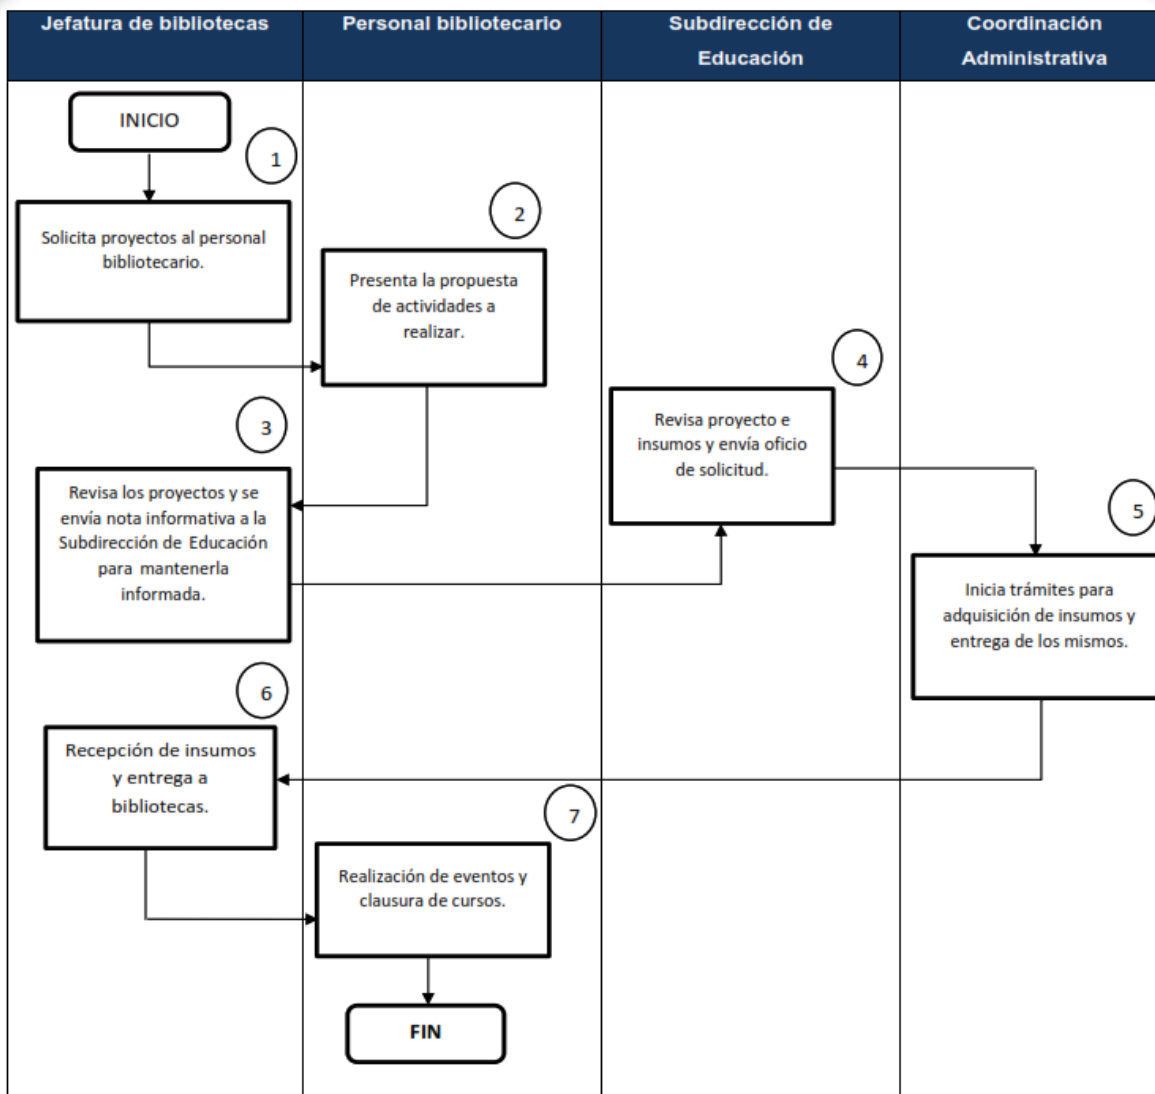 Jefatura de bibliotecas
Personal bibliotecario
Subdirección de
Educación
Coordinación
Administrativa
INICIO
1
Solicita proyectos al personal
bibliotecario.
2
Presenta la propuesta
de actividades a
realizar.
3
Revisa los proyectos y se
envía nota informativa a la
Subdirección de Educación
para mantenerla
informada.
4
Revisa proyecto e
insumos y envía oficio
de solicitud.
5
Inicia trámites para
adquisición de insumos y
entrega de los mismos.
6
Recepción de insumos
y entrega a
bibliotecas.
7
Realización de eventos y
clausura de cursos.
FIN